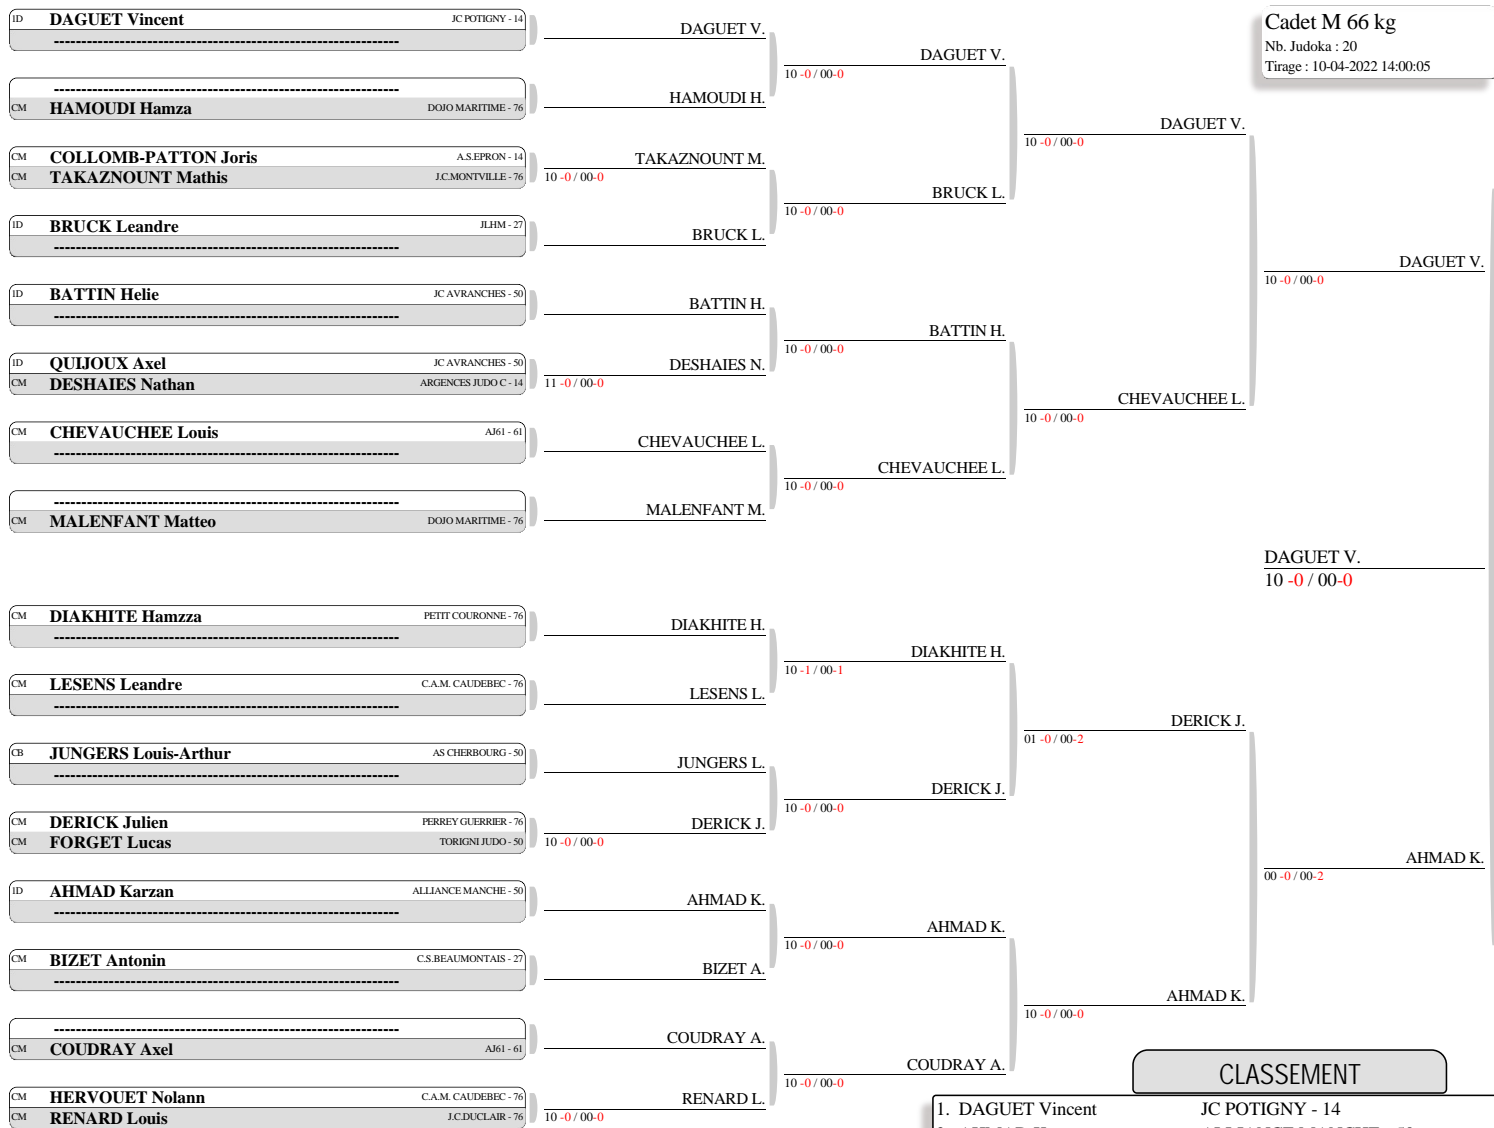 Cadet M 66 kg
Nb. Judoka : 20
Tirage : 10-04-2022 14:00:05
1D DAGUET Vincent JC POTIGNY - 14
----------------------------------------------------------------
----------------------------------------------------------------
CM HAMOUDI Hamza DOJO MARITIME - 76
CM COLLOMB-PATTON Joris A.S.EPRON - 14
CM TAKAZNOUNT Mathis J.C.MONTVILLE - 76
1D BRUCK Leandre JLHM - 27
----------------------------------------------------------------
1D BATTIN Helie JC AVRANCHES - 50
----------------------------------------------------------------
1D QUIJOUX Axel JC AVRANCHES - 50
CM DESHAIES Nathan ARGENCES JUDO C - 14
CM CHEVAUCHEE Louis AJ61 - 61
----------------------------------------------------------------
----------------------------------------------------------------
CM MALENFANT Matteo DOJO MARITIME - 76
CM DIAKHITE Hamzza PETIT COURONNE - 76
----------------------------------------------------------------
CM LESENS Leandre C.A.M. CAUDEBEC - 76
----------------------------------------------------------------
CB JUNGERS Louis-Arthur AS CHERBOURG - 50
----------------------------------------------------------------
CM DERICK Julien PERREY GUERRIER - 76
CM FORGET Lucas TORIGNI JUDO - 50
1D AHMAD Karzan ALLIANCE MANCHE - 50
----------------------------------------------------------------
CM BIZET Antonin C.S.BEAUMONTAIS - 27
----------------------------------------------------------------
----------------------------------------------------------------
CM COUDRAY Axel AJ61 - 61
CM HERVOUET Nolann C.A.M. CAUDEBEC - 76
CM RENARD Louis J.C.DUCLAIR - 76
DAGUET V.
HAMOUDI H.
TAKAZNOUNT M.
10 -0 / 00-0
BRUCK L.
BATTIN H.
DESHAIES N.
11 -0 / 00-0
CHEVAUCHEE L.
MALENFANT M.
DIAKHITE H.
LESENS L.
JUNGERS L.
DERICK J.
10 -0 / 00-0
AHMAD K.
BIZET A.
COUDRAY A.
RENARD L.
10 -0 / 00-0
DAGUET V.
10 -0 / 00-0
BRUCK L.
10 -0 / 00-0
BATTIN H.
10 -0 / 00-0
CHEVAUCHEE L.
10 -0 / 00-0
DIAKHITE H.
10 -1 / 00-1
DERICK J.
10 -0 / 00-0
AHMAD K.
10 -0 / 00-0
COUDRAY A.
10 -0 / 00-0
DAGUET V.
10 -0 / 00-0
CHEVAUCHEE L.
10 -0 / 00-0
DERICK J.
01 -0 / 00-2
AHMAD K.
10 -0 / 00-0
DAGUET V.
10 -0 / 00-0
AHMAD K.
00 -0 / 00-2
DAGUET V.
10 -0 / 00-0
CLASSEMENT
1. DAGUET Vincent JC POTIGNY - 14